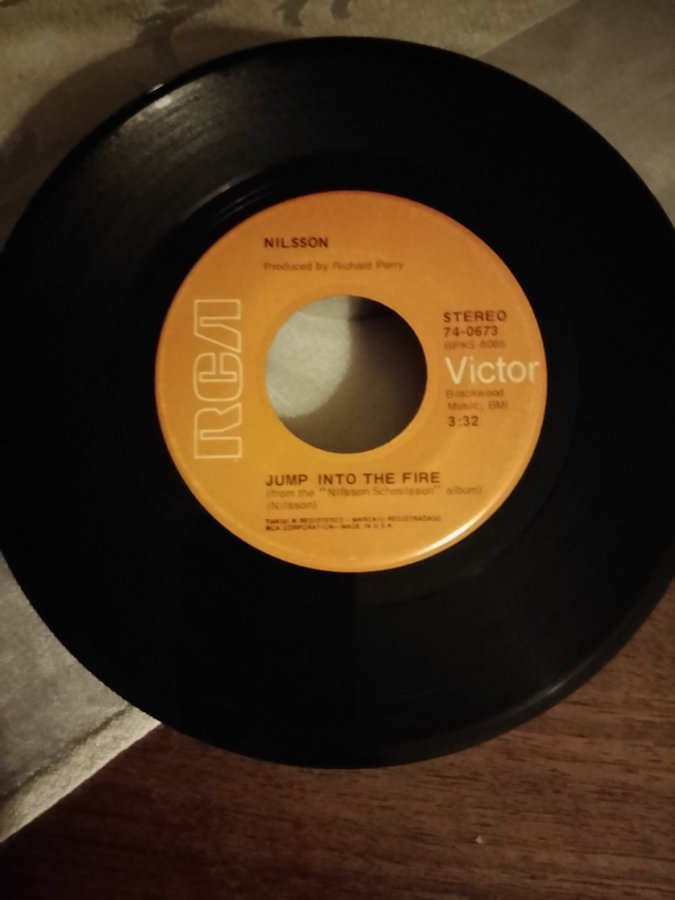 NILSSON
Produced by Richard Perry
RCA
STEREO
74-0673
BPKS-8085
Victor
Blackwood
Music, BMI
3:32
JUMP INTO THE FIRE
(from the "Nilsson Schmilsson" album)
(Nilsson)
TMK(s) ® REGISTERED • MARCA(s) REGISTRADA(s)
RCA CORPORATION—MADE IN U.S.A.